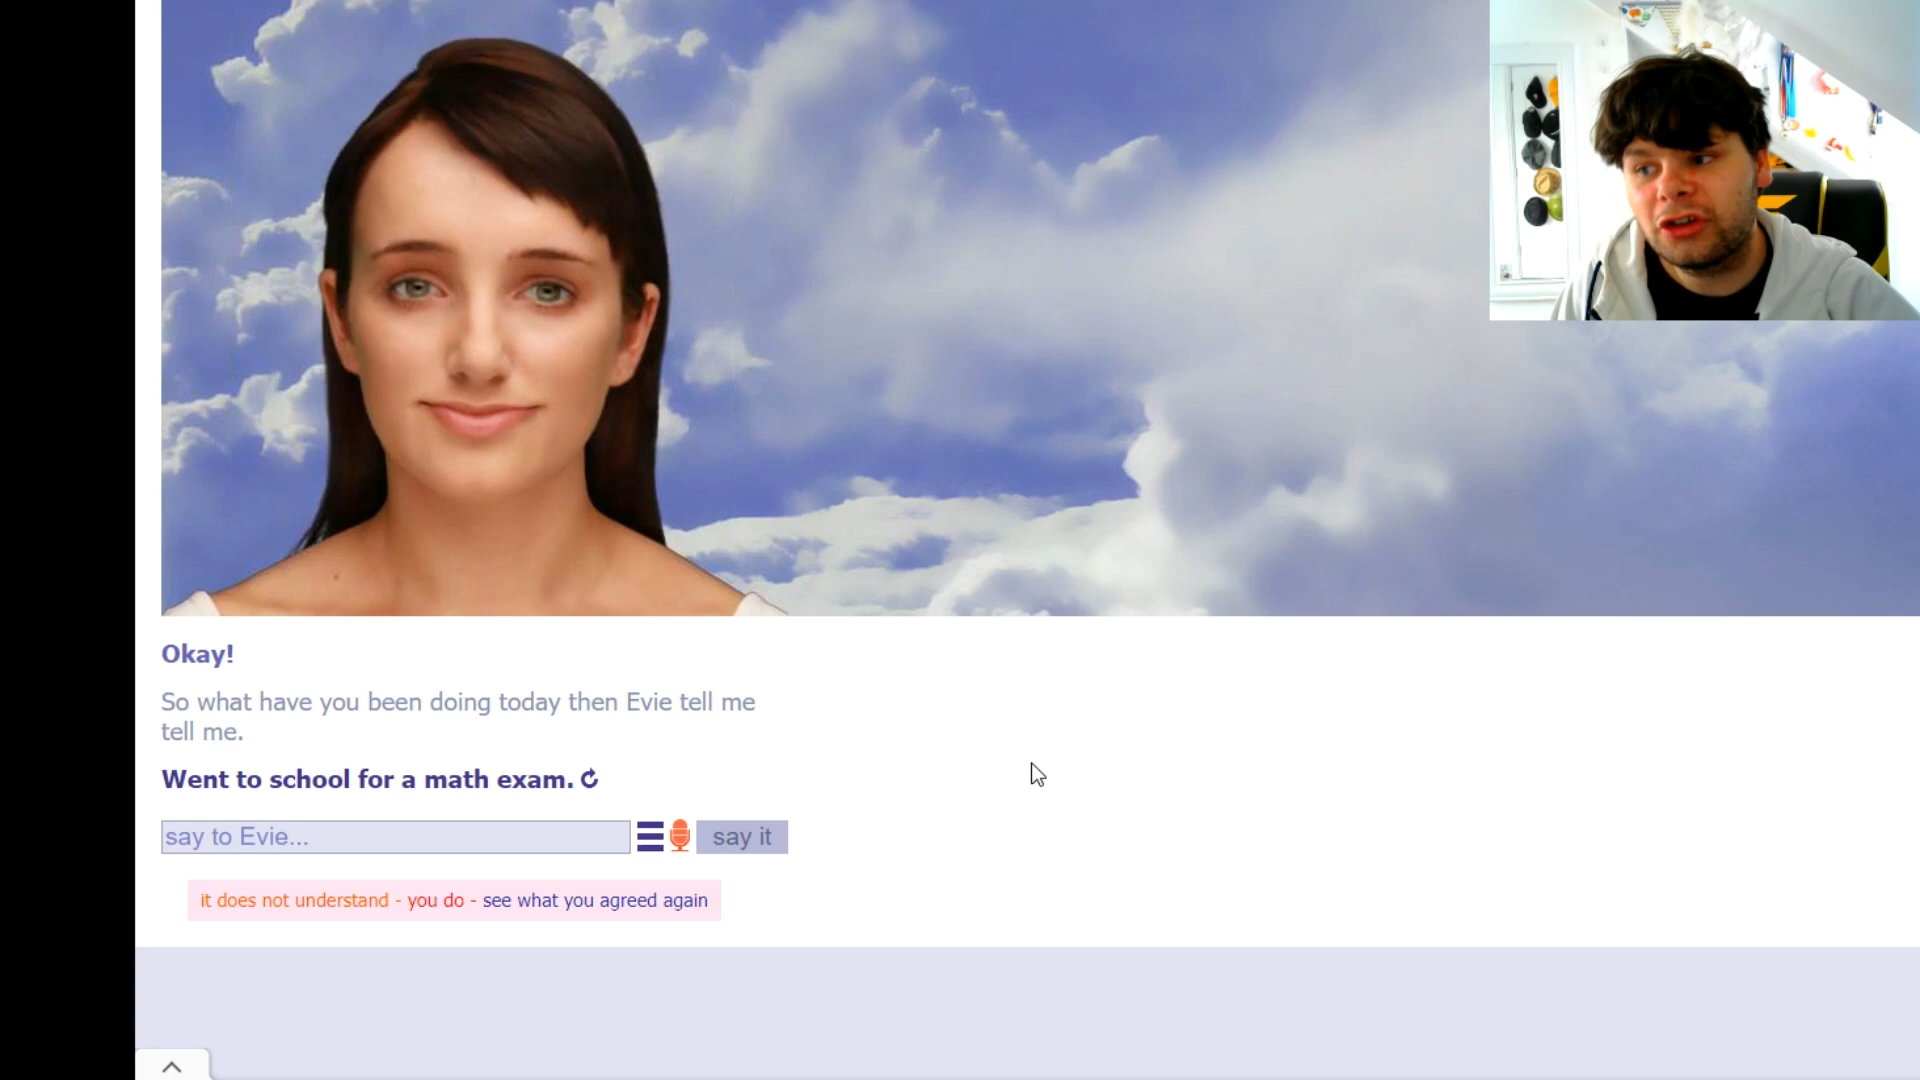 Okay!
So what have you been doing today then Evie tell me
tell me.
Went to school for a math exam.
say to Evie...
say it
it does not understand - you do - see what you agreed again